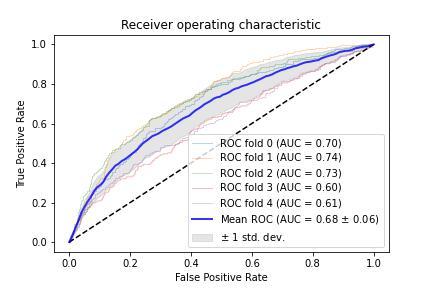 Receiver operating characteristic
True Positive Rate
1.0
0.8
0.6
0.4
0.2
0.0
ROC fold 0 (AUC = 0.70)
ROC fold 1 (AUC = 0.74)
ROC fold 2 (AUC = 0.73)
ROC fold 3 (AUC = 0.60)
ROC fold 4 (AUC = 0.61)
Mean ROC (AUC = 0.68 ± 0.06)
± 1 std. dev.
0.0 0.2 0.4 0.6 0.8 1.0
False Positive Rate